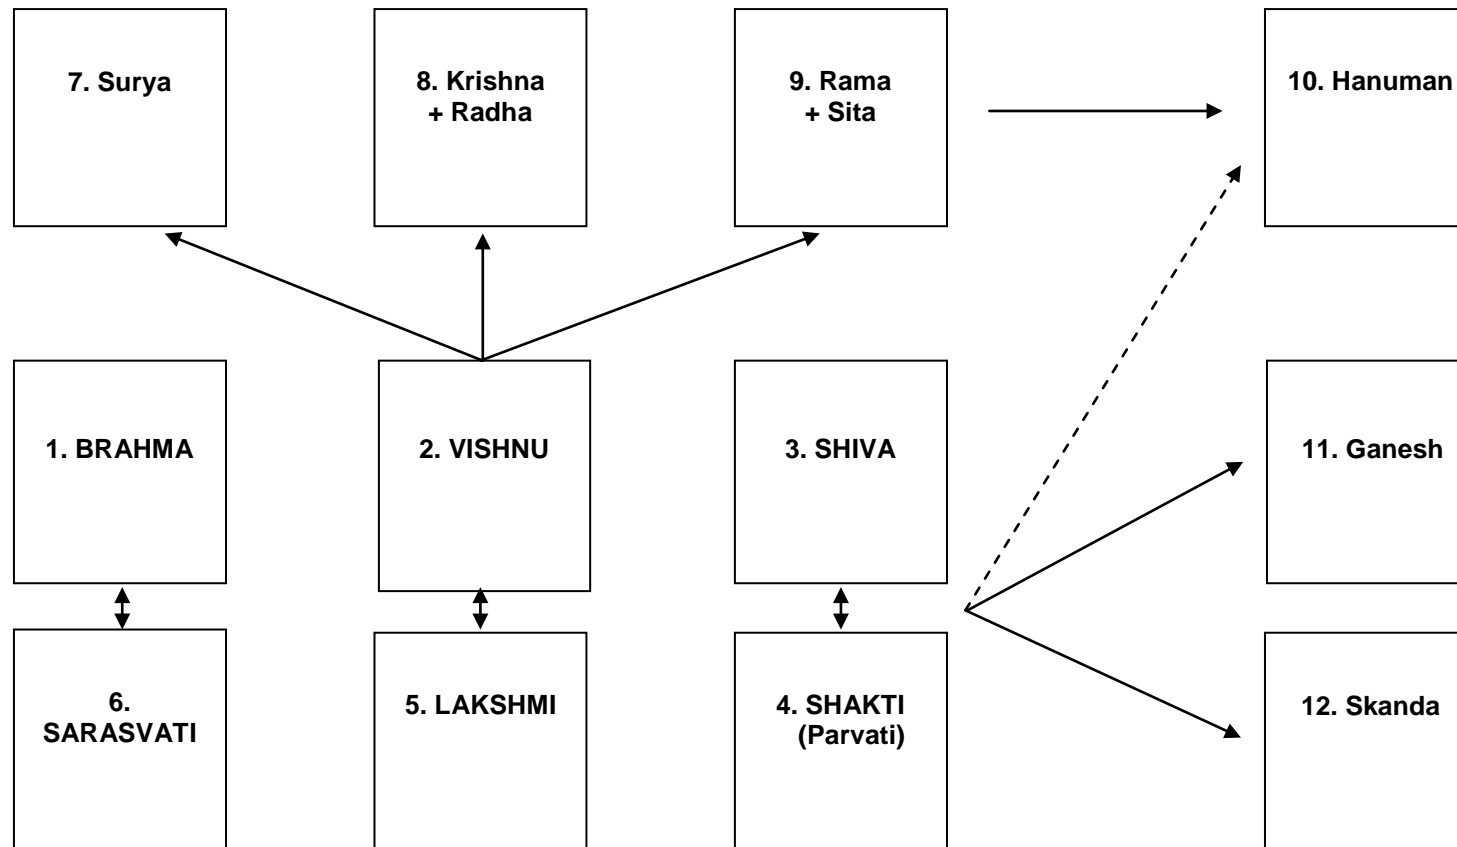 7. Surya
8. Krishna
+ Radha
9. Rama
+ Sita
10. Hanuman
1. BRAHMA
2. VISHNU
3. SHIVA
11. Ganesh
6.
SARASVATI
5. LAKSHMI
4. SHAKTI
(Parvati)
12. Skanda